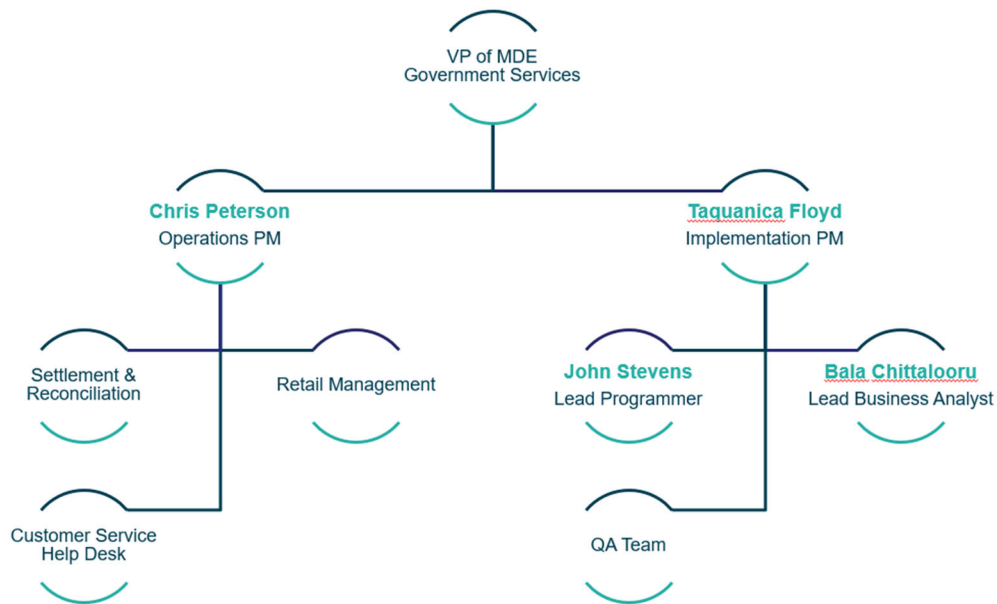 VP of MDE
Government Services
Chris Peterson
Operations PM
Taquanica Floyd
Implementation PM
Settlement &
Reconciliation
Retail Management
John Stevens
Lead Programmer
Bala Chittalooru
Lead Business Analyst
Customer Service
Help Desk
QA Team